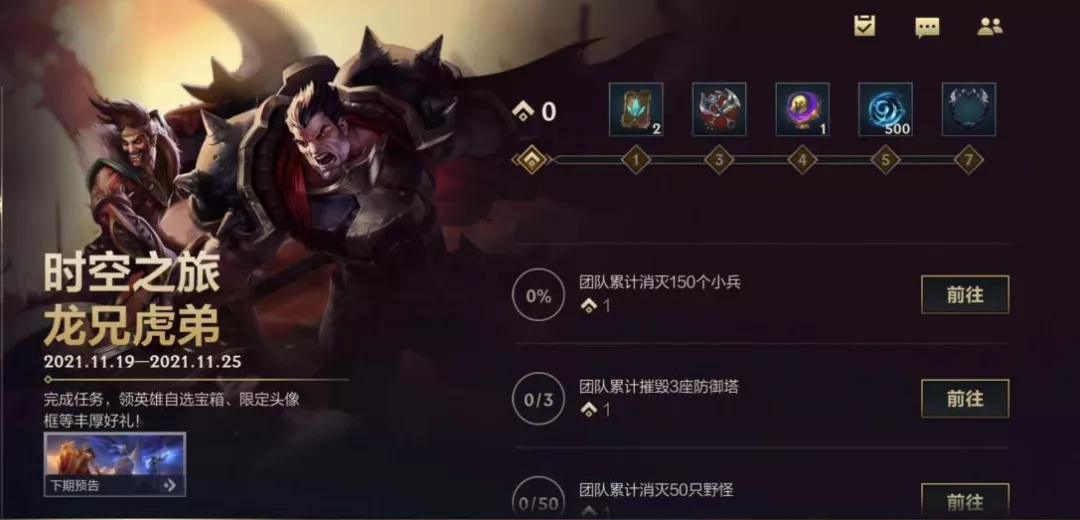 0
2
1
500
1
3
4
5
7
时空之旅
龙兄虎弟
2021.11.19—2021.11.25
完成任务，领英雄自选宝箱、限定头像
框等丰厚好礼！
下期预告
0%
团队累计消灭150个小兵
1
前往
0/3
团队累计摧毁3座防御塔
1
前往
0/50
团队累计消灭50只野怪
1
前往